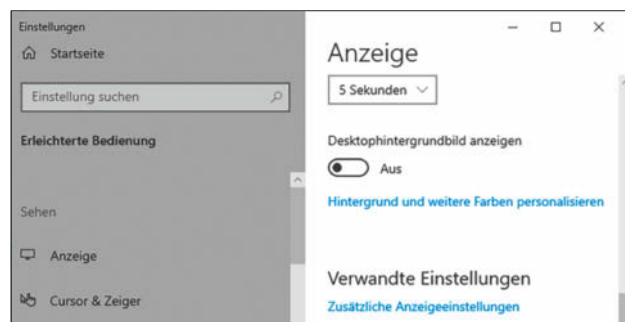 Einstellungen
Startseite
Einstellung suchen
Erleichterte Bedienung
Sehen
Anzeige
Cursor & Zeiger
Anzeige
5 Sekunden
Desktophintergrundbild anzeigen
Aus
Hintergrund und weitere Farben personalisieren
Verwandte Einstellungen
Zusätzliche Anzeigeeinstellungen